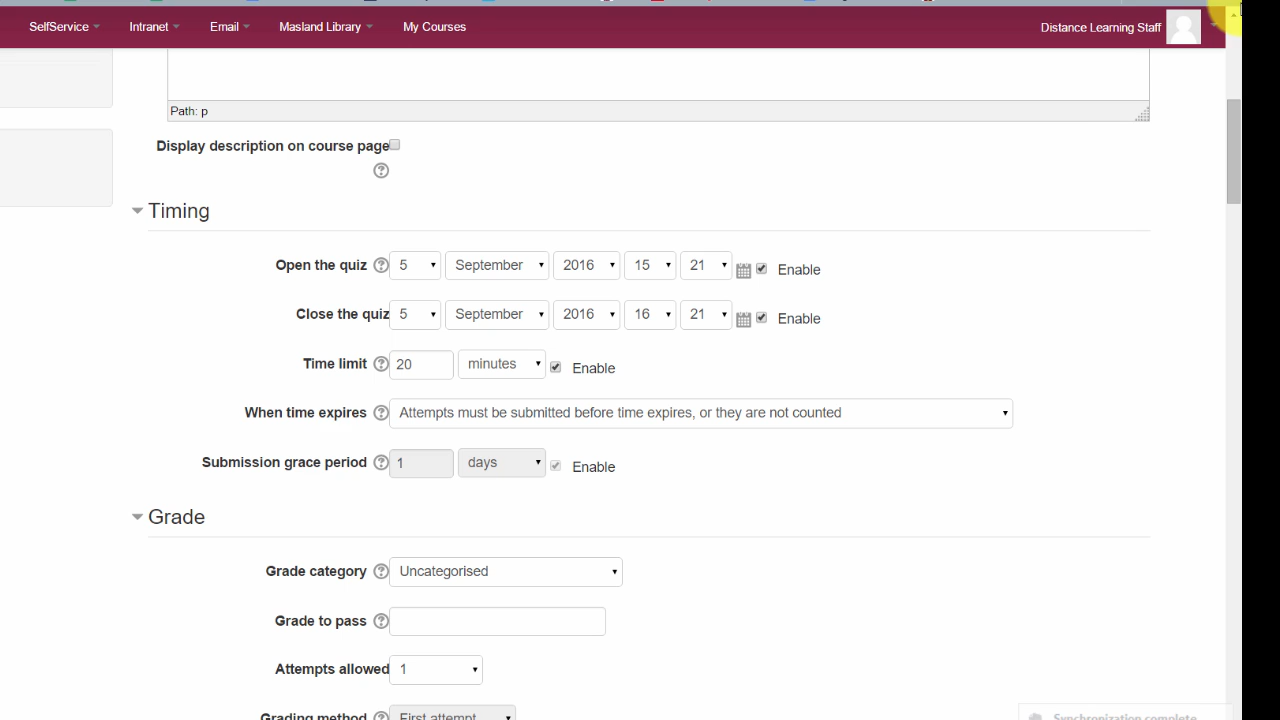 SelfService Intranet Email Masland Library My Courses Distance Learning Staff
Path: p
Display description on course page
Timing
Open the quiz 5 September 2016 15 21 Enable
Close the quiz 5 September 2016 16 21 Enable
Time limit 20 minutes Enable
When time expires Attempts must be submitted before time expires, or they are not counted
Submission grace period 1 days Enable
Grade
Grade category Uncategorised
Grade to pass
Attempts allowed 1
Grading method First attempt
Synchronization complete